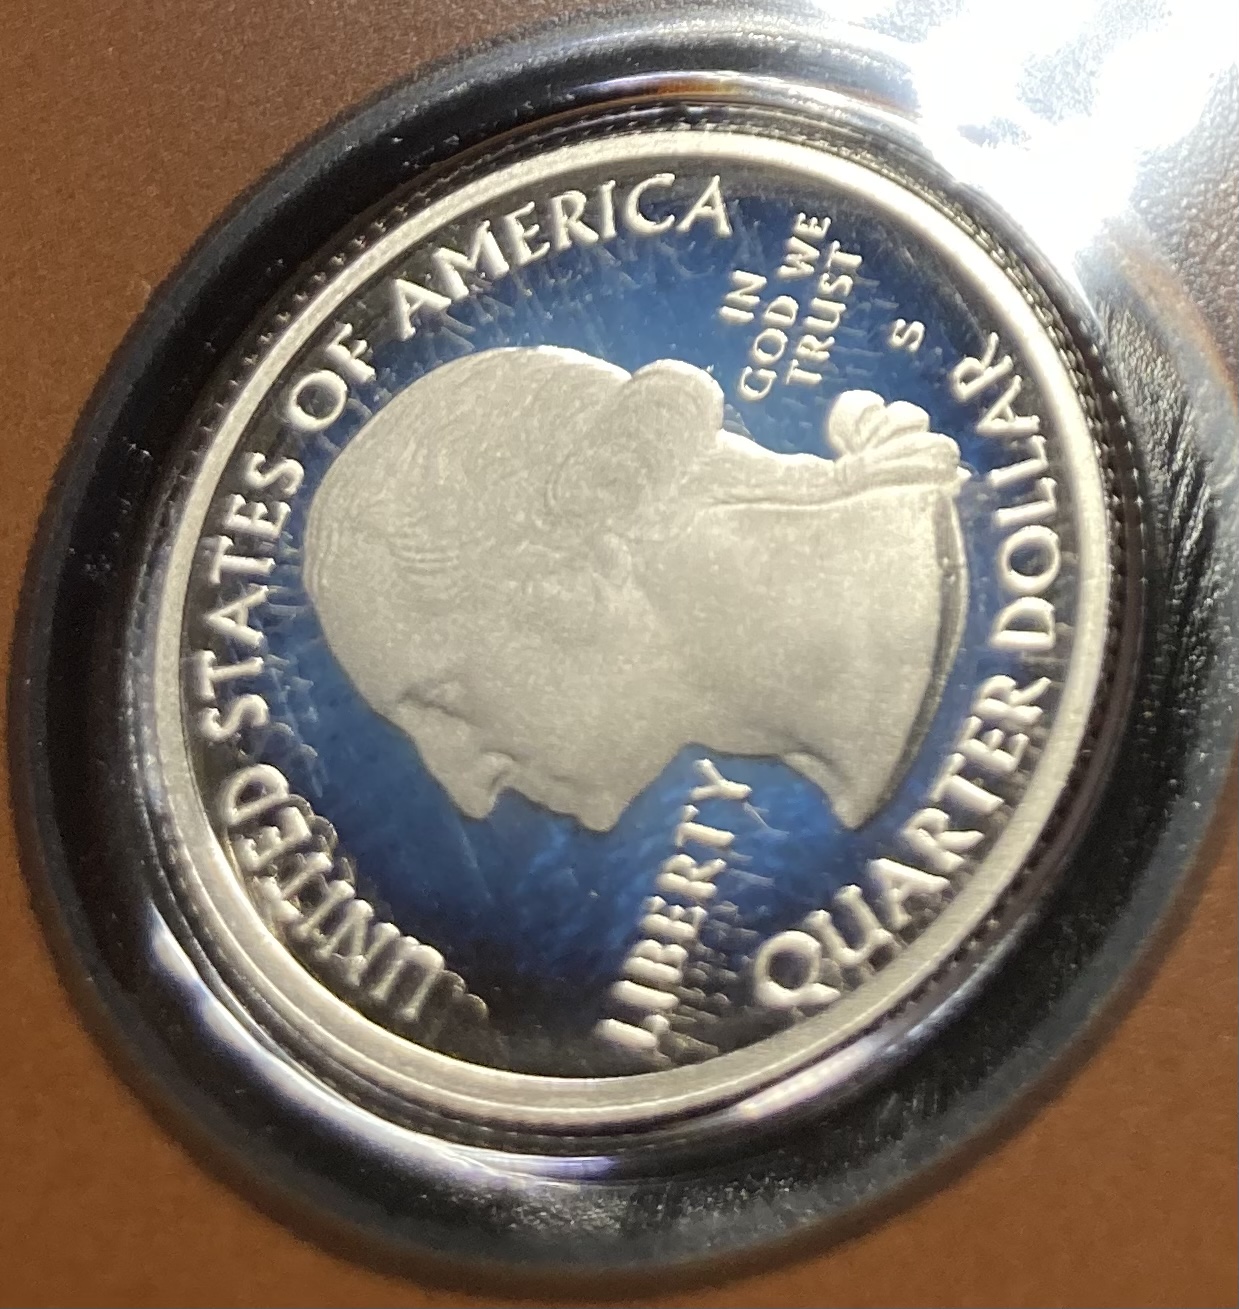 UNITED STATES OF AMERICA
LIBERTY
IN
GOD WE
TRUST
S
QUARTER DOLLAR